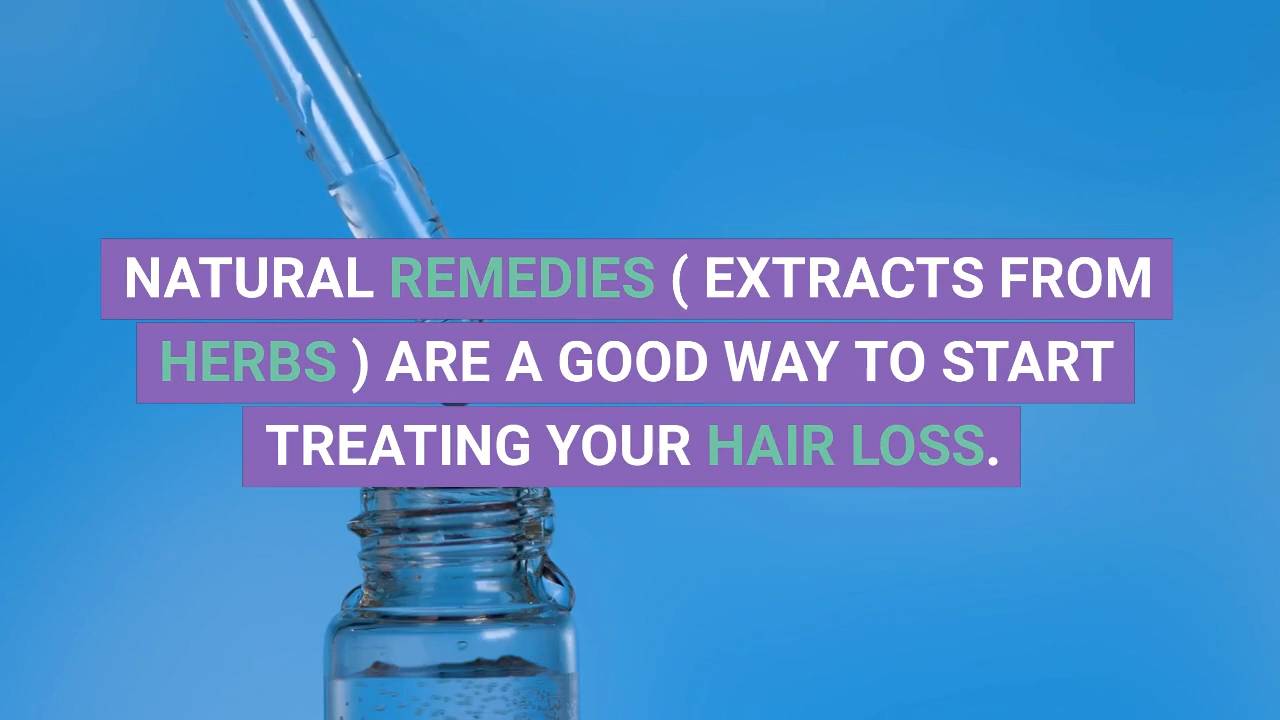 NATURAL REMEDIES ( EXTRACTS FROM
HERBS ) ARE A GOOD WAY TO START
TREATING YOUR HAIR LOSS.